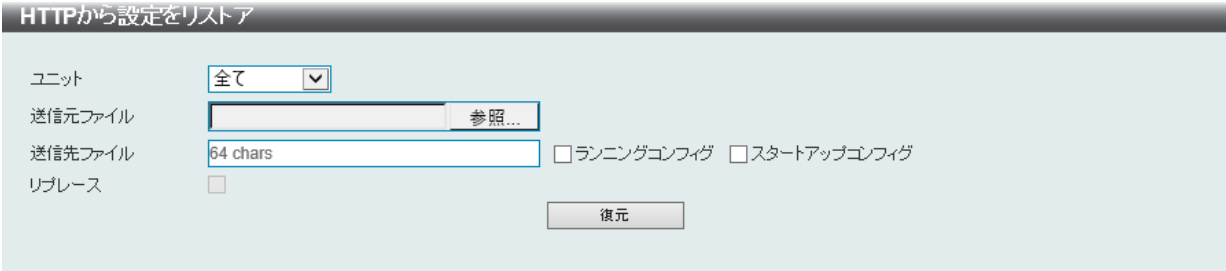 HTTPから設定をリストア
ユニット 全て
送信元ファイル 参照...
送信先ファイル 64 chars ランニングコンフィグ スタートアップコンフィグ
リプレース
復元